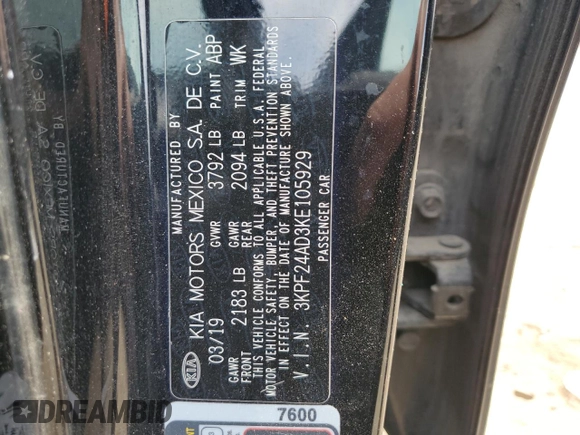 MANUFACTURED BY
KIA KIA MOTORS MEXICO S.A. DE C.V.
03/19 GVWR 3792 LB PAINT ABP
GAWR FRONT 2183 LB GAWR REAR 2094 LB TRIM WK
THIS VEHICLE CONFORMS TO ALL APPLICABLE U.S.A. FEDERAL
MOTOR VEHICLE SAFETY, BUMPER, AND THEFT PREVENTION STANDARDS
IN EFFECT ON THE DATE OF MANUFACTURE SHOWN ABOVE.
V.I.N. 3KPF24AD3KE105929
PASSENGER CAR
7600
DREAMBID